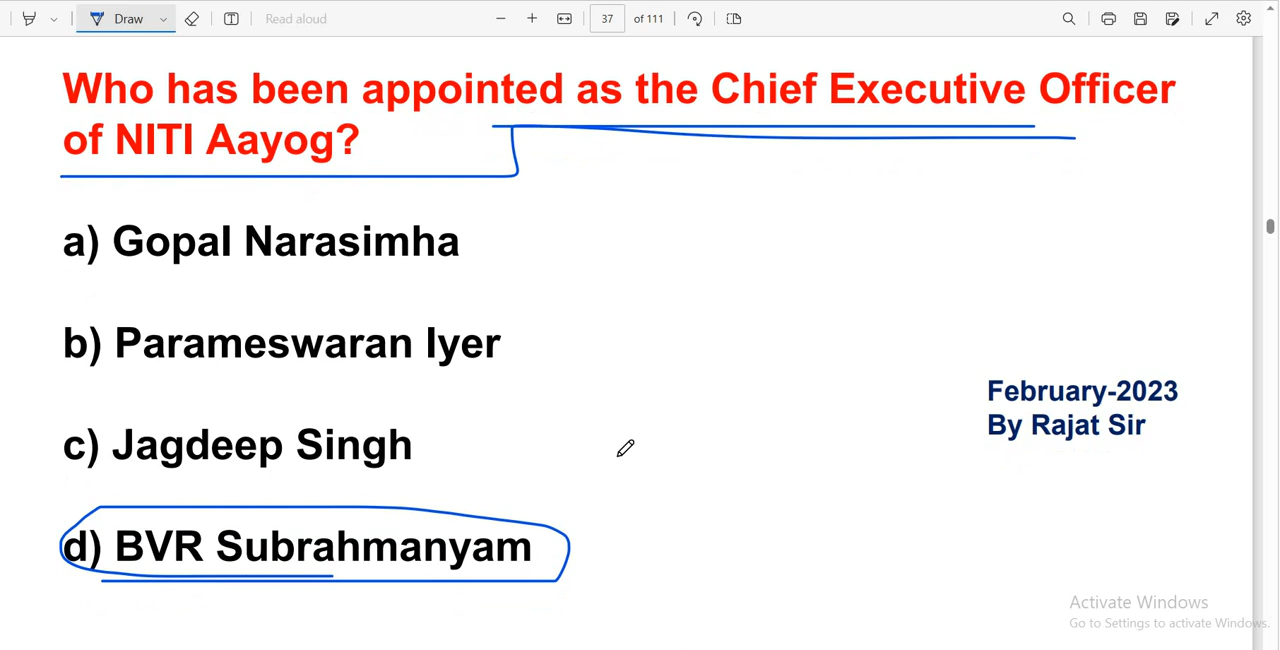 Draw
Read aloud
37
of 111
Who has been appointed as the Chief Executive Officer
of NITI Aayog?
a) Gopal Narasimha
b) Parameswaran Iyer
c) Jagdeep Singh
d) BVR Subrahmanyam
February-2023
By Rajat Sir
Activate Windows
Go to Settings to activate Windows.